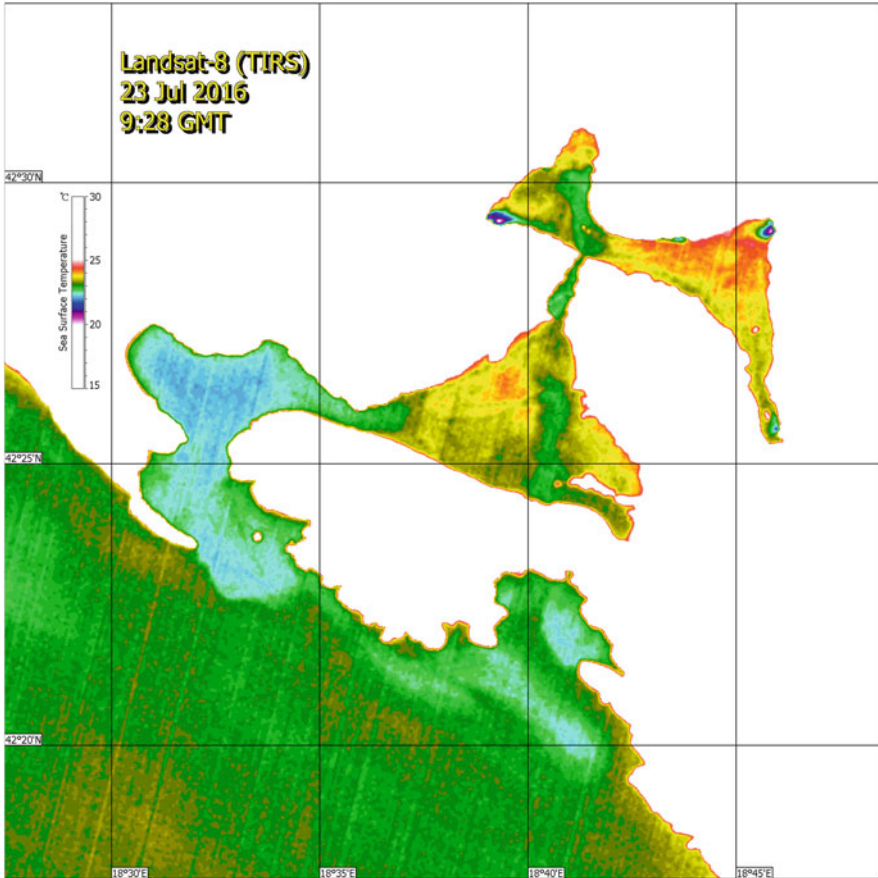 Landsat-8 (TIRS)
23 Jul 2016
9:28 GMT
42°30'N
°C
30
25
20
15
Sea Surface Temperature
42°25'N
42°20'N
18°30'E
18°35'E
18°40'E
18°45'E